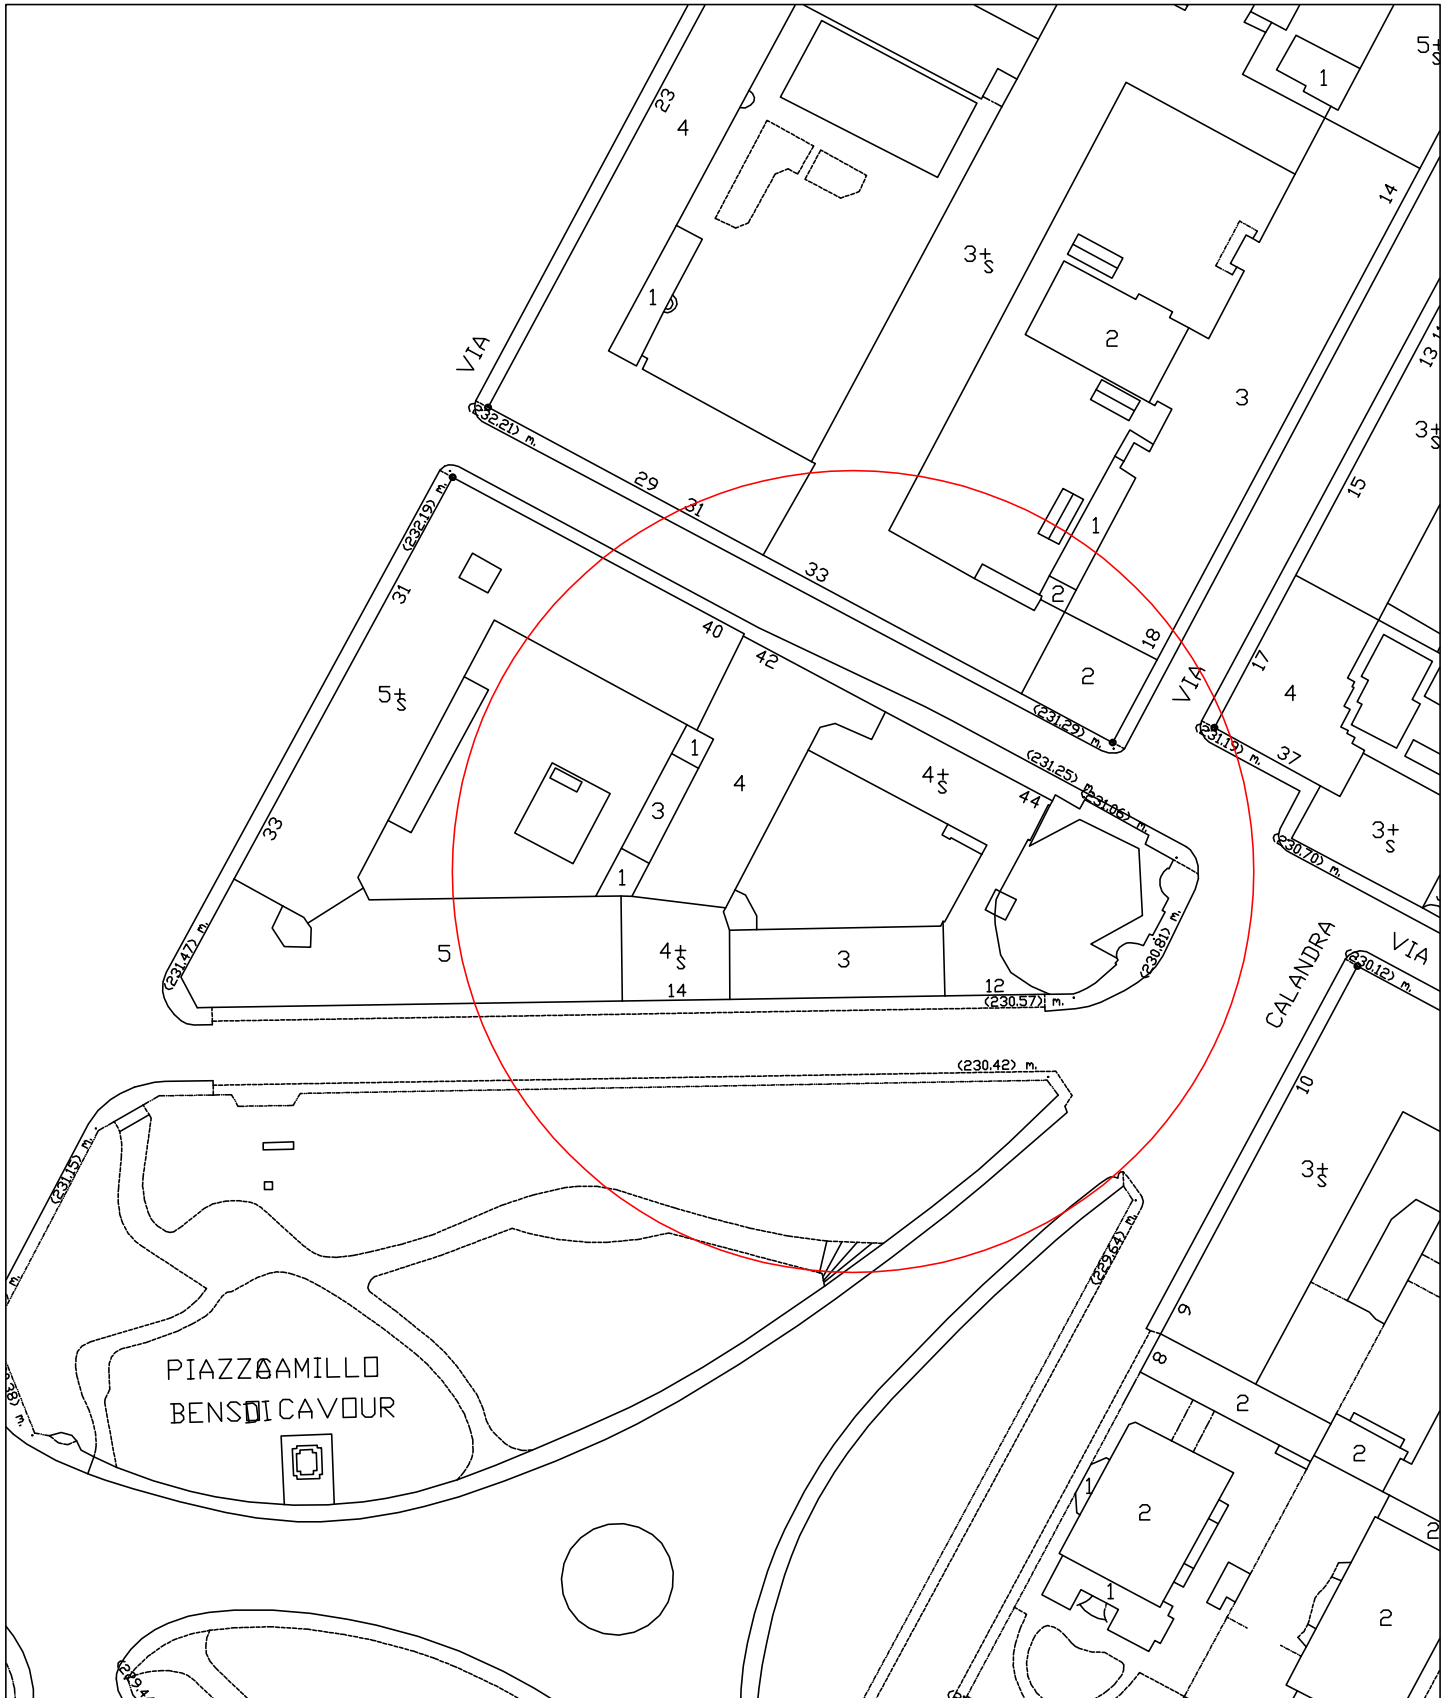 5±S
1
23
4
14
3±S
1
2
3
13
VIA
(232.21) m.
3±S
29
31
15
(232.19) m.
1
33
31
2
40
42
18
17
VIA
2
4
5±S
(231.29) m.
(231.19) m.
1
37
4
4±S
(231.25) m.
44
(231.06) m.
3
33
3±S
(230.70) m.
1
(231.47) m.
5
4±S
3
(230.81) m.
CALANDRA
VIA
(230.12) m.
14
12
(230.57) m.
(230.42) m.
10
(231.15) m.
3±S
(229.64) m.
m.
9
8
PIAZZA CAMILLO
BENSO DI CAVOUR
2
2
1
2
2
1
2